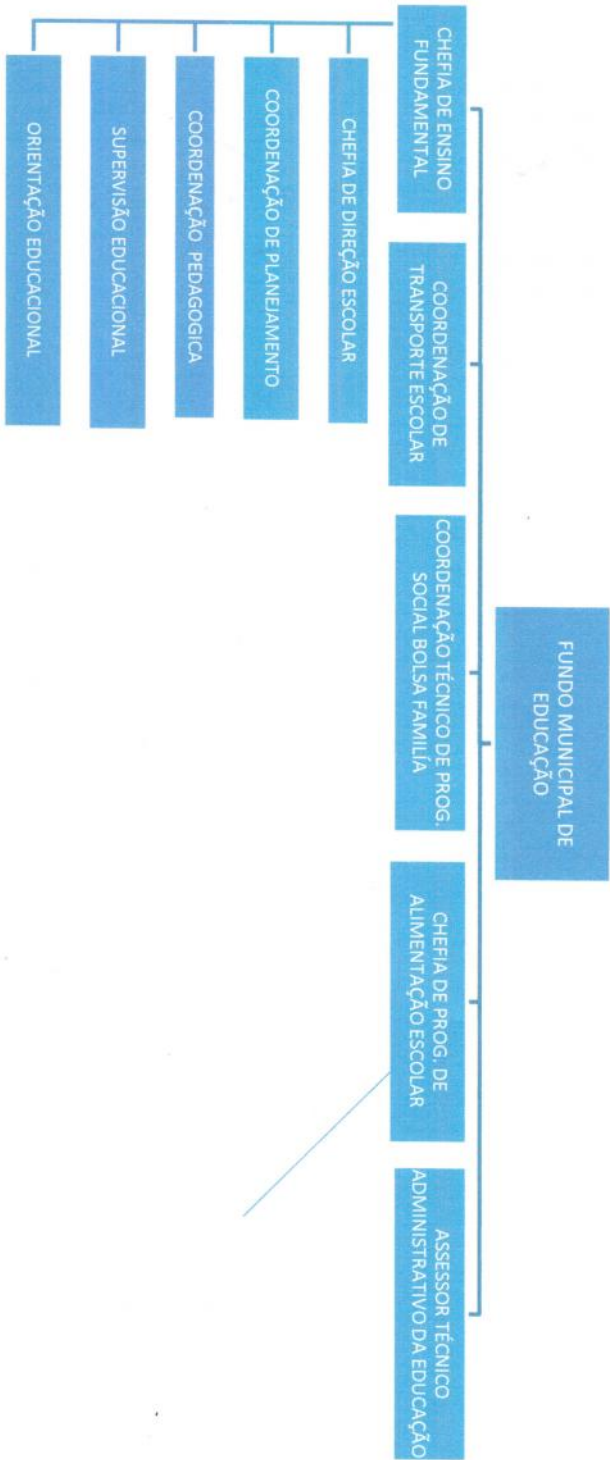 FUNDO MUNICIPAL DE
EDUCAÇÃO
CHEFIA DE ENSINO
FUNDAMENTAL
COORDENAÇÃO DE
TRANSPORTE ESCOLAR
COORDENAÇÃO TÉCNICO DE PROG.
SOCIAL BOLSA FAMILÍA
CHEFIA DE PROG. DE
ALIMENTAÇÃO ESCOLAR
ASSESSOR TÉCNICO
ADMINISTRATIVO DA EDUCAÇÃO
CHEFIA DE DIREÇÃO ESCOLAR
COORDENAÇÃO DE PLANEJAMENTO
COORDENAÇÃO PEDAGOGICA
SUPERVISÃO EDUCACIONAL
ORIENTAÇÃO EDUCACIONAL